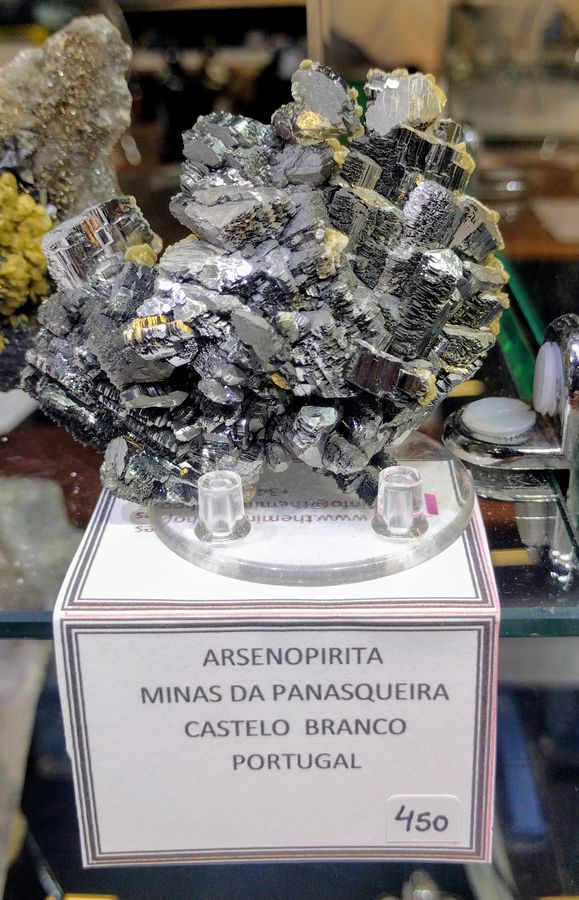 ARSENOPIRITA
MINAS DA PANASQUEIRA
CASTELO BRANCO
PORTUGAL
450